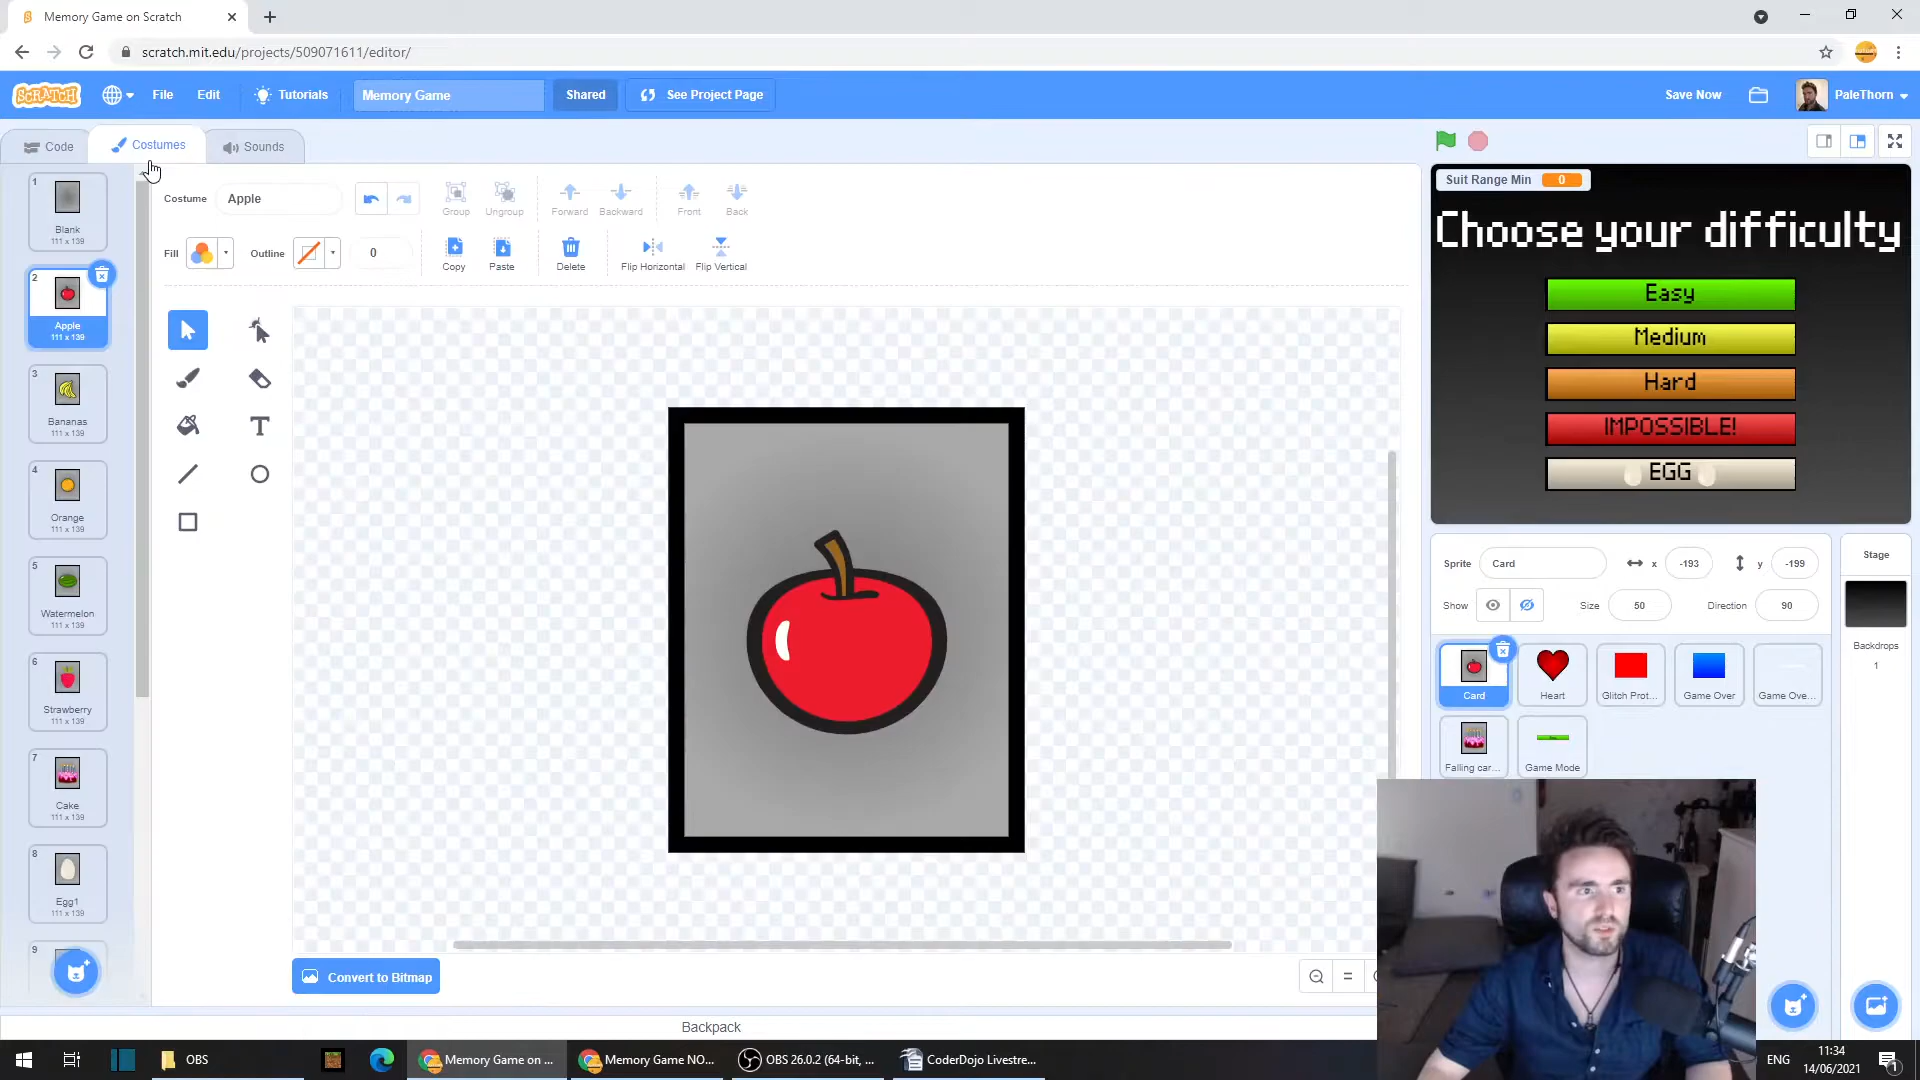 Memory Game on Scratch
scratch.mit.edu/projects/509071611/editor/
SCRATCH
File
Edit
Tutorials
Memory Game
Shared
See Project Page
Save Now
PaleThorn
Code
Costumes
Sounds
1
Blank
111 x 139
2
Apple
111 x 139
3
Bananas
111 x 139
4
Orange
111 x 139
5
Watermelon
111 x 139
6
Strawberry
111 x 139
7
Cake
111 x 139
8
Egg1
111 x 139
9
Costume
Apple
Group
Ungroup
Forward
Backward
Front
Back
Fill
Outline
0
Copy
Paste
Delete
Flip Horizontal
Flip Vertical
T
Convert to Bitmap
Suit Range Min 0
Choose your difficulty
Easy
Medium
Hard
IMPOSSIBLE!
EGG
Sprite
Card
x
-193
y
-199
Show
Size
50
Direction
90
Card
Heart
Glitch Prot...
Game Over
Game Ove...
Falling car...
Game Mode
Stage
Backdrops
1
Backpack
OBS
Memory Game on ...
Memory Game NO...
OBS 26.0.2 (64-bit, ...
CoderDojo Livestre...
ENG
11:34
14/06/2021
1